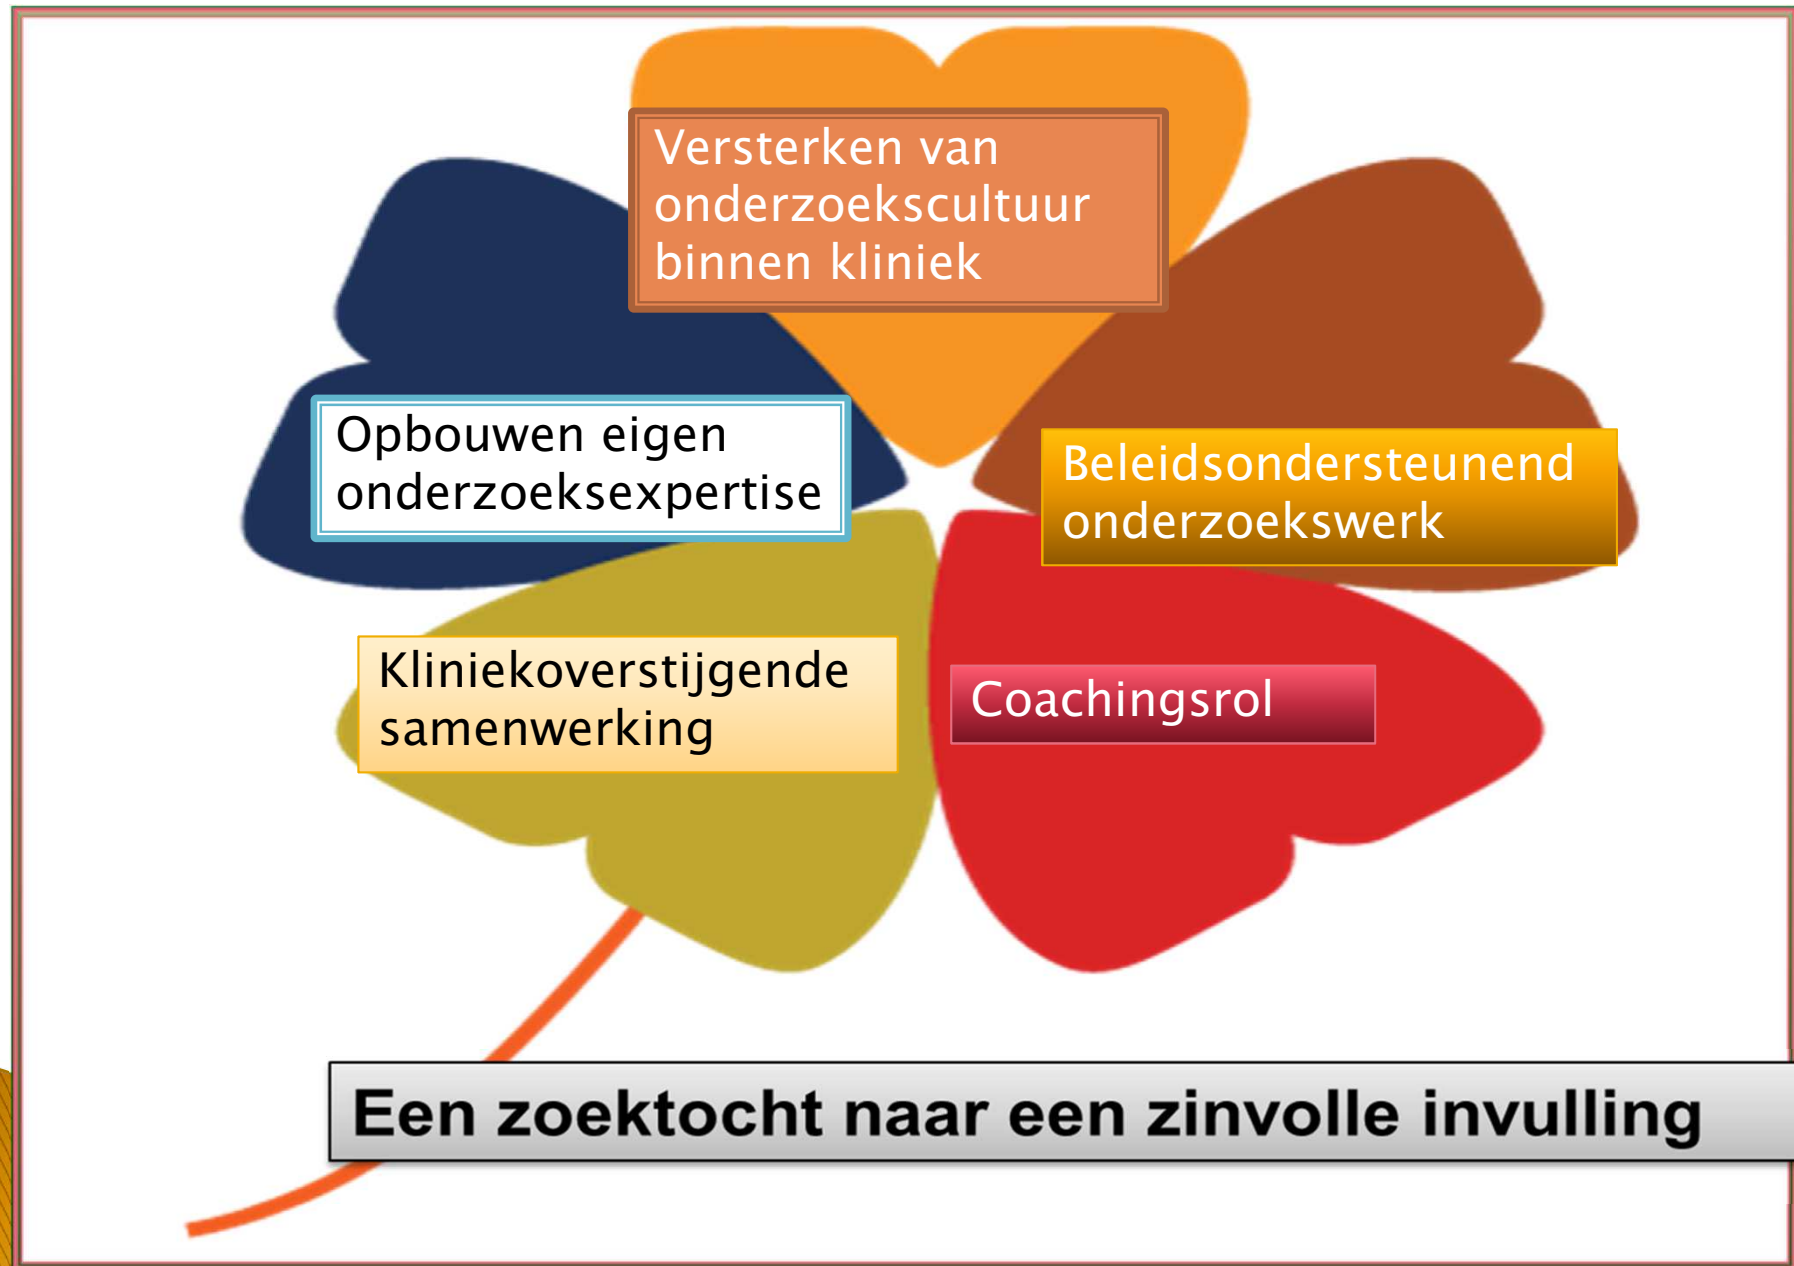 Versterken van
onderzoekscultuur
binnen kliniek
Opbouwen eigen
onderzoeksexpertise
Beleidsondersteunend
onderzoekswerk
Kliniekoverstijgende
samenwerking
Coachingsrol
Een zoektocht naar een zinvolle invulling